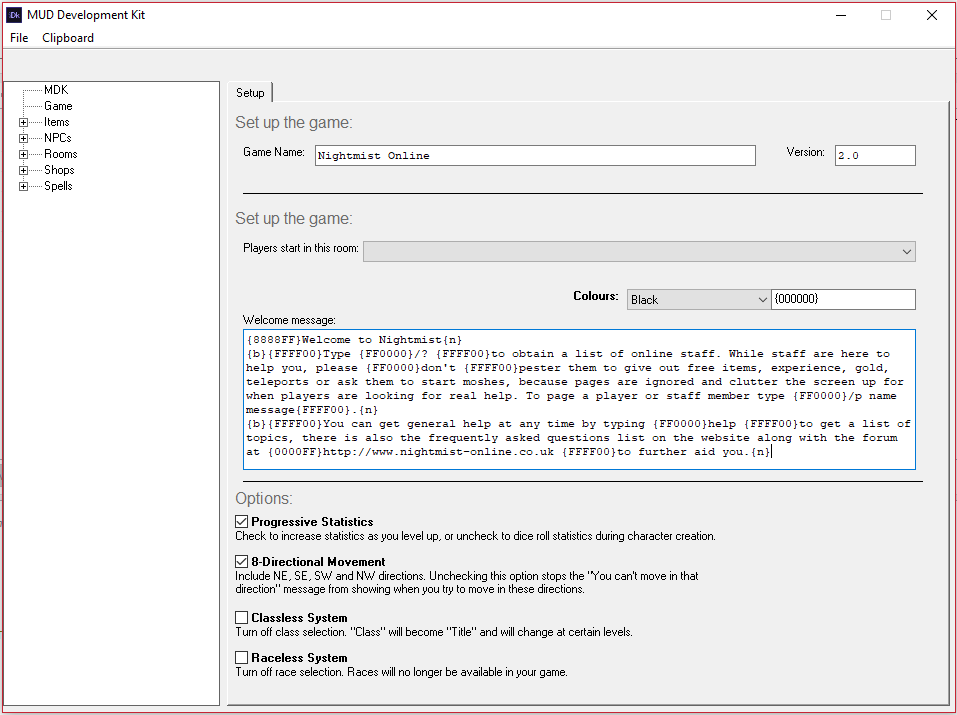 MUD Development Kit
File Clipboard
MDK
Game
Items
NPCs
Rooms
Shops
Spells
Setup
Set up the game:
Game Name: Nightmist Online Version: 2.0
Set up the game:
Players start in this room:
Colours: Black {000000}
Welcome message:
{8888FF}Welcome to Nightmist{n}
{b}{FFFF00}Type {FF0000}/? {FFFF00}to obtain a list of online staff. While staff are here to
help you, please {FF0000}don't {FFFF00}pester them to give out free items, experience, gold,
teleports or ask them to start moshes, because pages are ignored and clutter the screen up for
when players are looking for real help. To page a player or staff member type {FF0000}/p name
message{FFFF00}.{n}
{b}{FFFF00}You can get general help at any time by typing {FF0000}help {FFFF00}to get a list of
topics, there is also the frequently asked questions list on the website along with the forum
at {0000FF}http://www.nightmist-online.co.uk {FFFF00}to further aid you.{n}
Options:
Progressive Statistics
Check to increase statistics as you level up, or uncheck to dice roll statistics during character creation.
8-Directional Movement
Include NE, SE, SW and NW directions. Unchecking this option stops the "You can't move in that
direction" message from showing when you try to move in these directions.
Classless System
Turn off class selection. "Class" will become "Title" and will change at certain levels.
Raceless System
Turn off race selection. Races will no longer be available in your game.